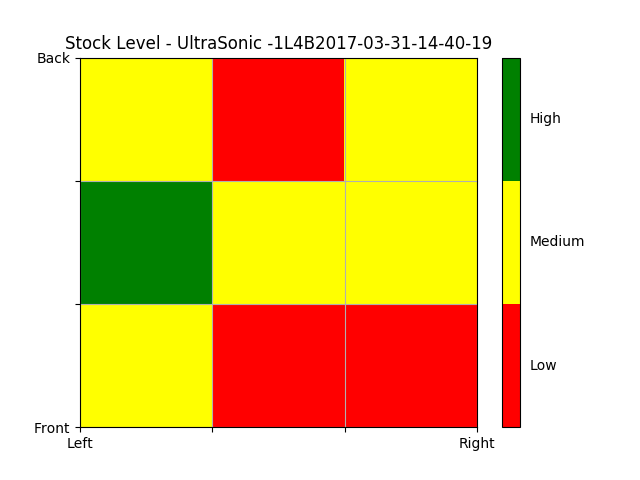 Stock Level - UltraSonic -1L4B2017-03-31-14-40-19
Back
High
Medium
Low
Front
Left
Right